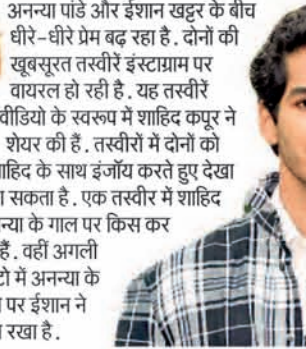 अनन्या पांडे और ईशान खट्टर के बीच
धीरे-धीरे प्रेम बढ़ रहा है. दोनों की
खूबसूरत तस्वीरें इंस्टाग्राम पर
वायरल हो रही है. यह तस्वीरें
वीडियो के स्वरूप में शाहिद कपूर ने
शेयर की हैं. तस्वीरों में दोनों को
ाहिद के साथ इंजॉय करते हुए देखा
ा सकता है. एक तस्वीर में शाहिद
न्या के गाल पर किस कर
हैं. वहीं अगली
टो में अनन्या के
पर ईशान ने
रखा है.